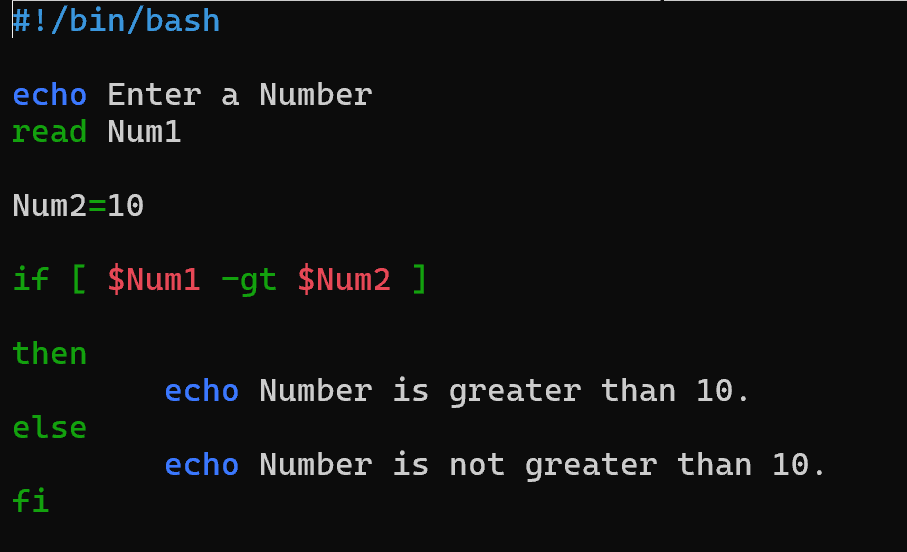 #!/bin/bash
echo Enter a Number
read Num1
Num2=10
if [ $Num1 -gt $Num2 ]
then
echo Number is greater than 10.
else
echo Number is not greater than 10.
fi